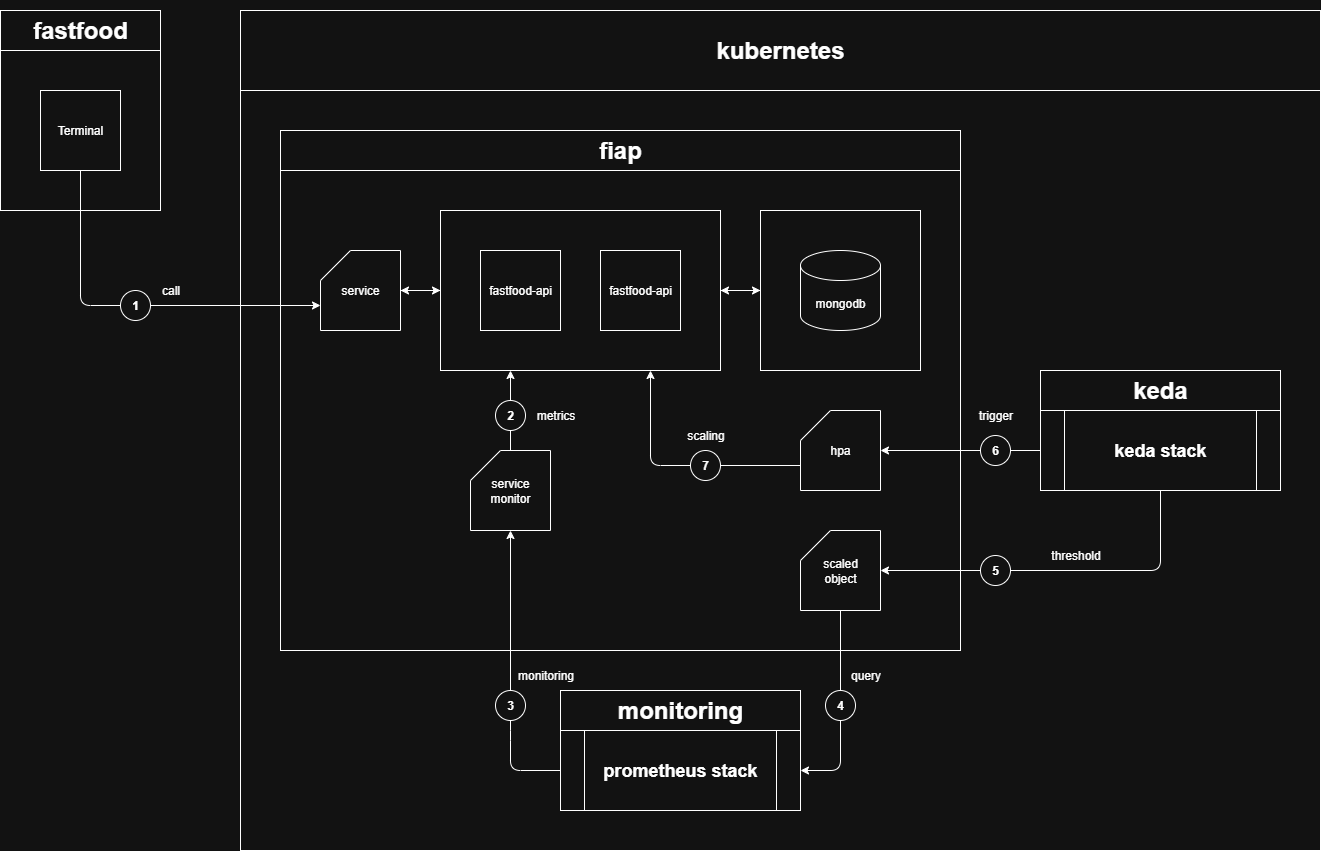 fastfood
kubernetes
Terminal
fiap
service
fastfood-api
fastfood-api
mongodb
1
call
2
metrics
service
monitor
scaling
7
hpa
trigger
6
keda
keda stack
scaled
object
5
threshold
monitoring
3
query
4
monitoring
prometheus stack